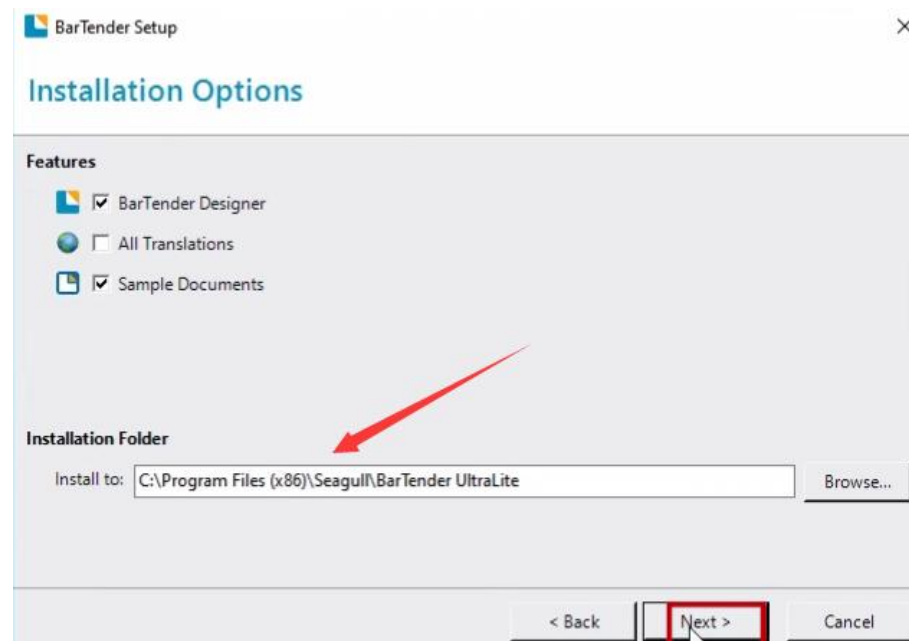 BarTender Setup
Installation Options
Features
BarTender Designer
All Translations
Sample Documents
Installation Folder
Install to: C:\Program Files (x86)\Seagull\BarTender UltraLite Browse...
< Back Next > Cancel